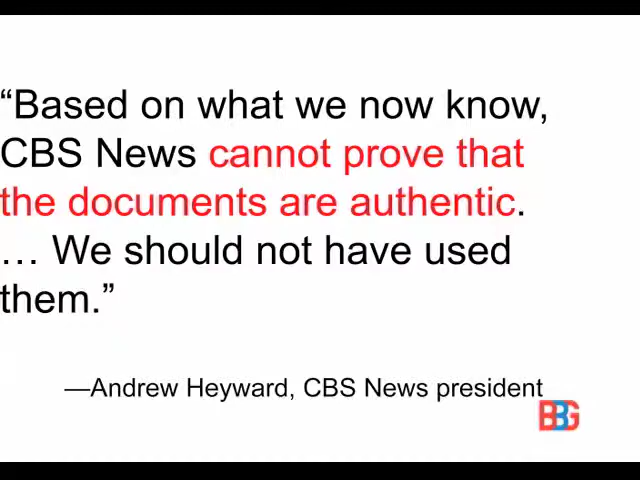 “Based on what we now know,
CBS News cannot prove that
the documents are authentic.
… We should not have used
them.”
—Andrew Heyward, CBS News president
BBG